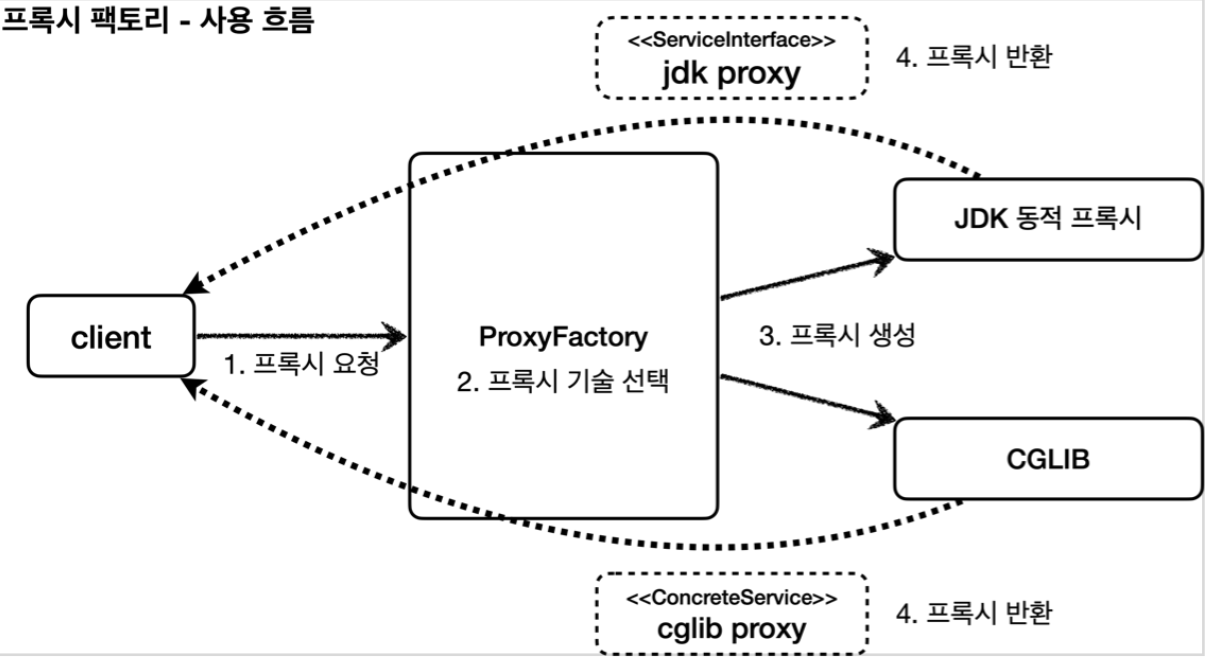 프록시 팩토리 - 사용 흐름
<<ServiceInterface>>
jdk proxy
4. 프록시 반환
JDK 동적 프록시
client
1. 프록시 요청
ProxyFactory
2. 프록시 기술 선택
3. 프록시 생성
CGLIB
<<ConcreteService>>
cglib proxy
4. 프록시 반환